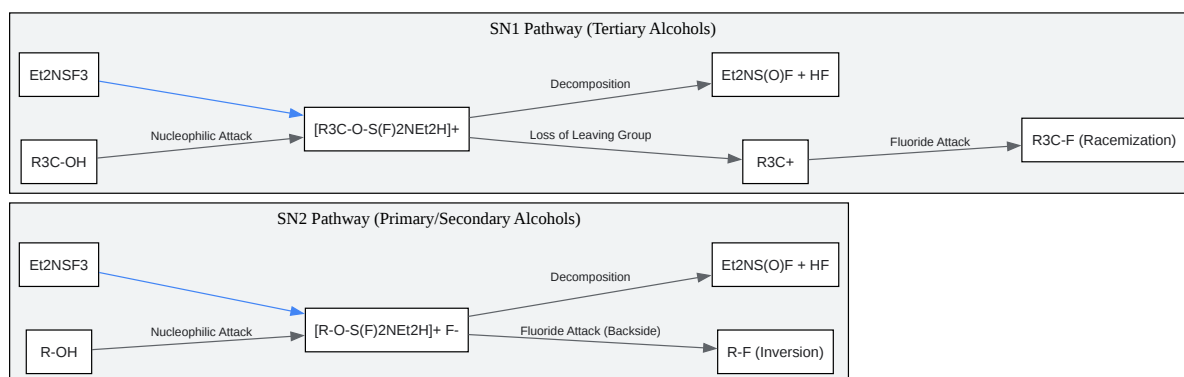 SN1 Pathway (Tertiary Alcohols)
Et2NSF3
Et2NS(O)F + HF
Decomposition
[R3C-O-S(F)2NEt2H]+
Nucleophilic Attack
Loss of Leaving Group
R3C-OH
R3C+
Fluoride Attack
R3C-F (Racemization)
SN2 Pathway (Primary/Secondary Alcohols)
Et2NSF3
Et2NS(O)F + HF
Decomposition
[R-O-S(F)2NEt2H]+ F-
Nucleophilic Attack
Fluoride Attack (Backside)
R-OH
R-F (Inversion)